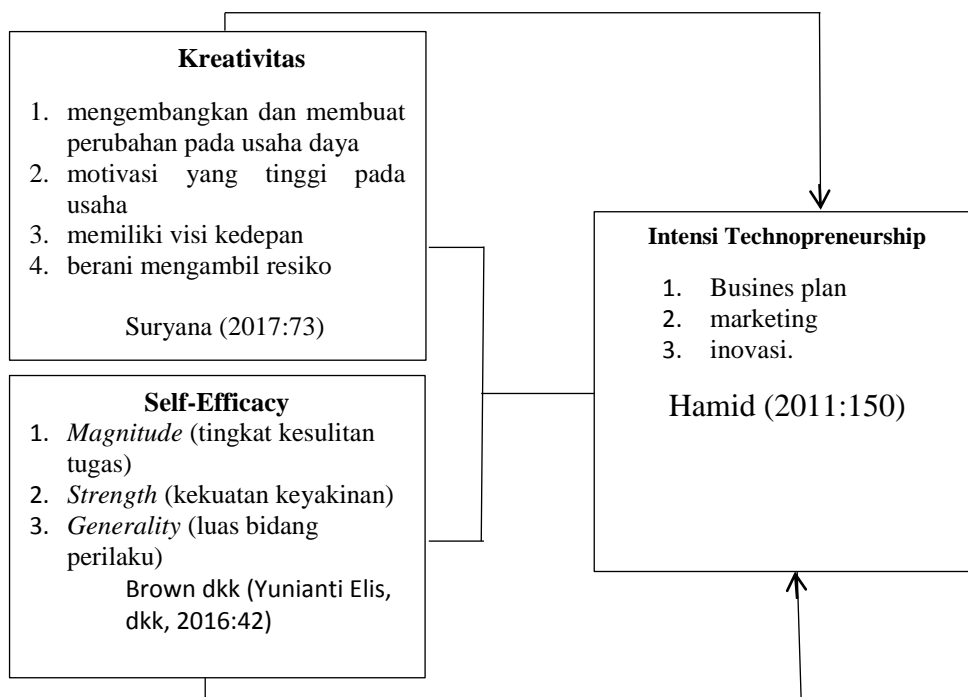 Kreativitas
1. mengembangkan dan membuat
perubahan pada usaha daya
2. motivasi yang tinggi pada
usaha
3. memiliki visi kedepan
4. berani mengambil resiko
Suryana (2017:73)
Self-Efficacy
1. Magnitude (tingkat kesulitan
tugas)
2. Strength (kekuatan keyakinan)
3. Generality (luas bidang
perilaku)
Brown dkk (Yunianti Elis,
dkk, 2016:42)
Intensi Technopreneurship
1. Busines plan
2. marketing
3. inovasi.
Hamid (2011:150)